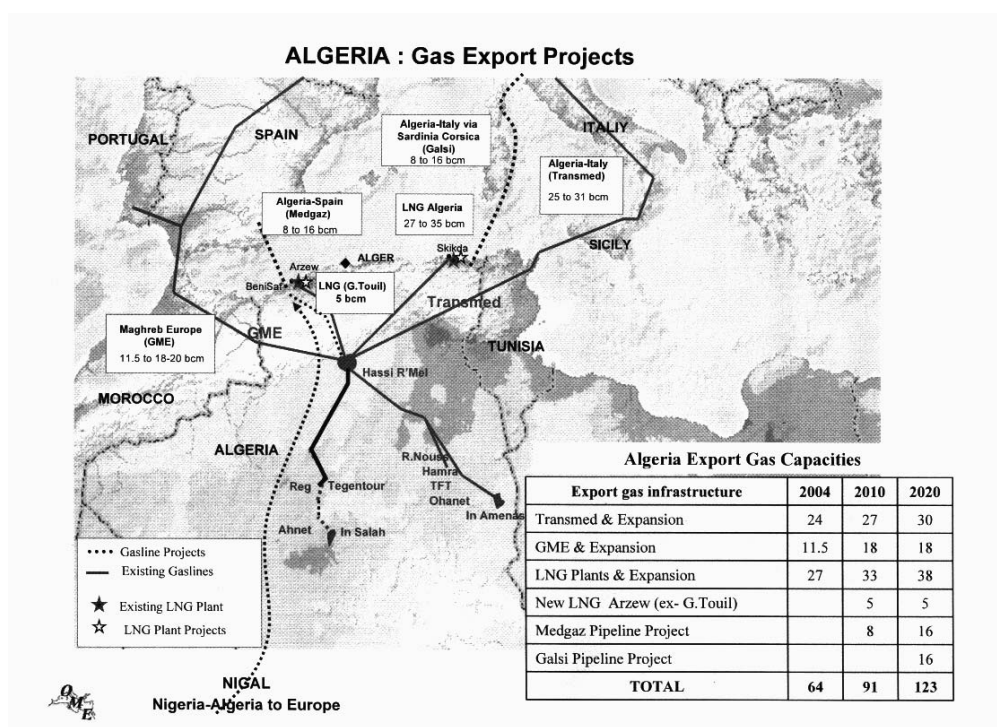 ALGERIA : Gas Export Projects
PORTUGAL
SPAIN
ITALIY
Algeria-Italy via
Sardinia Corsica
(Galsi)
8 to 16 bcm
Algeria-Italy
(Transmed)
25 to 31 bcm
Algeria-Spain
(Medgaz)
8 to 16 bcm
LNG Algeria
27 to 35 bcm
SICILY
Skikda
ALGER
Arzew
BeniSaf
LNG (G.Touil)
5 bcm
Transmed
Maghreb Europe
(GME)
11.5 to 18-20 bcm
GME
TUNISIA
Hassi R'Mel
MOROCCO
ALGERIA
R.Nouss
Hamra
TFT
Ohanet
In Amenas
Reg
Tegentour
Ahnet
In Salah
Gasline Projects
Existing Gaslines
Existing LNG Plant
LNG Plant Projects
NIGAL
Nigeria-Algeria to Europe
OME
Algeria Export Gas Capacities
Export gas infrastructure 2004 2010 2020
Transmed & Expansion 24 27 30
GME & Expansion 11.5 18 18
LNG Plants & Expansion 27 33 38
New LNG Arzew (ex- G.Touil) 5 5
Medgaz Pipeline Project 8 16
Galsi Pipeline Project 16
TOTAL 64 91 123